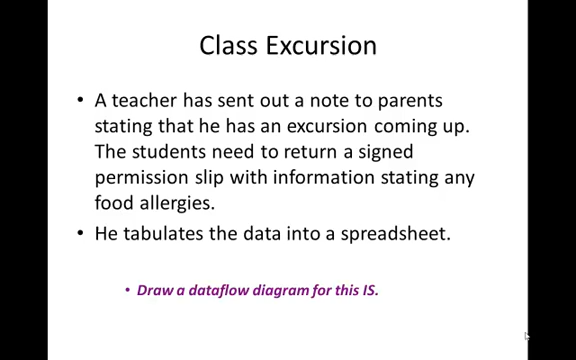 Class Excursion
• A teacher has sent out a note to parents
stating that he has an excursion coming up.
The students need to return a signed
permission slip with information stating any
food allergies.
• He tabulates the data into a spreadsheet.
• Draw a dataflow diagram for this IS.